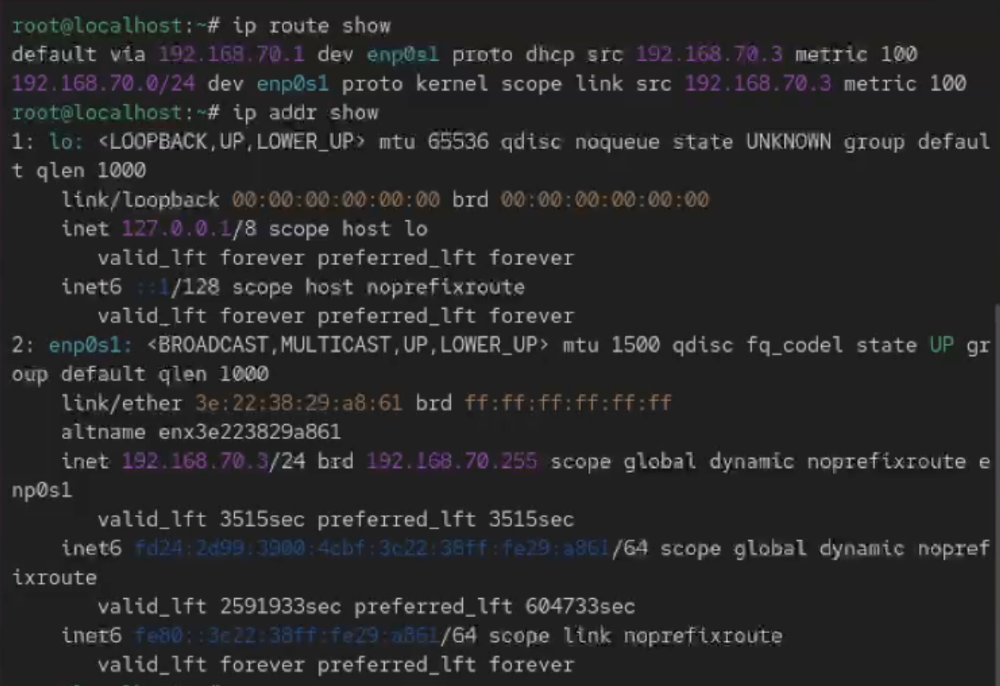 root@localhost:~# ip route show
default via 192.168.70.1 dev enp0s1 proto dhcp src 192.168.70.3 metric 100
192.168.70.0/24 dev enp0s1 proto kernel scope link src 192.168.70.3 metric 100
root@localhost:~# ip addr show
1: lo: <LOOPBACK,UP,LOWER_UP> mtu 65536 qdisc noqueue state UNKNOWN group defaul
t qlen 1000
    link/loopback 00:00:00:00:00:00 brd 00:00:00:00:00:00
    inet 127.0.0.1/8 scope host lo
       valid_lft forever preferred_lft forever
    inet6 ::1/128 scope host noprefixroute
       valid_lft forever preferred_lft forever
2: enp0s1: <BROADCAST,MULTICAST,UP,LOWER_UP> mtu 1500 qdisc fq_codel state UP gr
oup default qlen 1000
    link/ether 3e:22:38:29:a8:61 brd ff:ff:ff:ff:ff:ff
    altname enx3e223829a861
    inet 192.168.70.3/24 brd 192.168.70.255 scope global dynamic noprefixroute e
np0s1
       valid_lft 3515sec preferred_lft 3515sec
    inet6 fd24:2d99:3900:4cbf:3c22:38ff:fe29:a861/64 scope global dynamic nopref
ixroute
       valid_lft 2591933sec preferred_lft 604733sec
    inet6 fe80::3c22:38ff:fe29:a861/64 scope link noprefixroute
       valid_lft forever preferred_lft forever